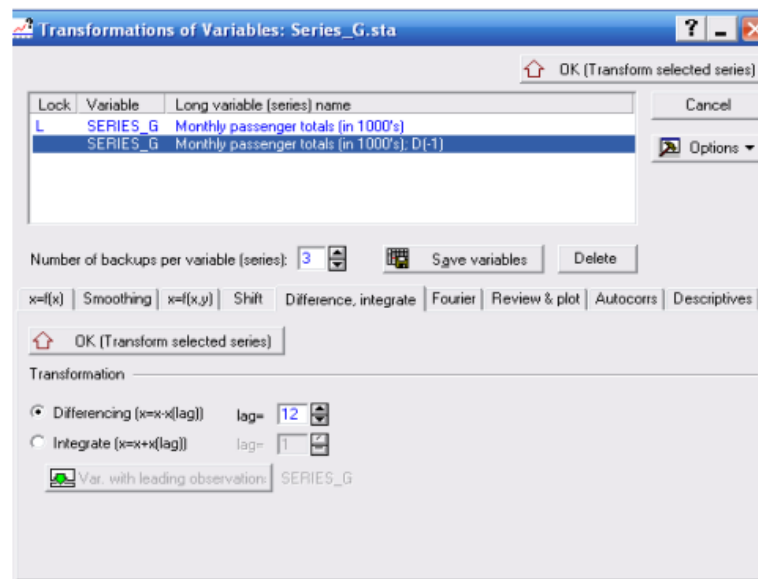 Transformations of Variables: Series_G.sta
OK (Transform selected series)
Lock Variable Long variable (series) name
L SERIES_G Monthly passenger totals (in 1000's)
SERIES_G Monthly passenger totals (in 1000's); D(-1)
Cancel
Options
Number of backups per variable (series): 3 Save variables Delete
x=f(x) Smoothing x=f(x,y) Shift Difference, integrate Fourier Review & plot Autocorrs Descriptives
OK (Transform selected series)
Transformation
Differencing (x=x-x(lag)) lag= 12
Integrate (x=x+x(lag)) lag= 1
Var. with leading observation: SERIES_G